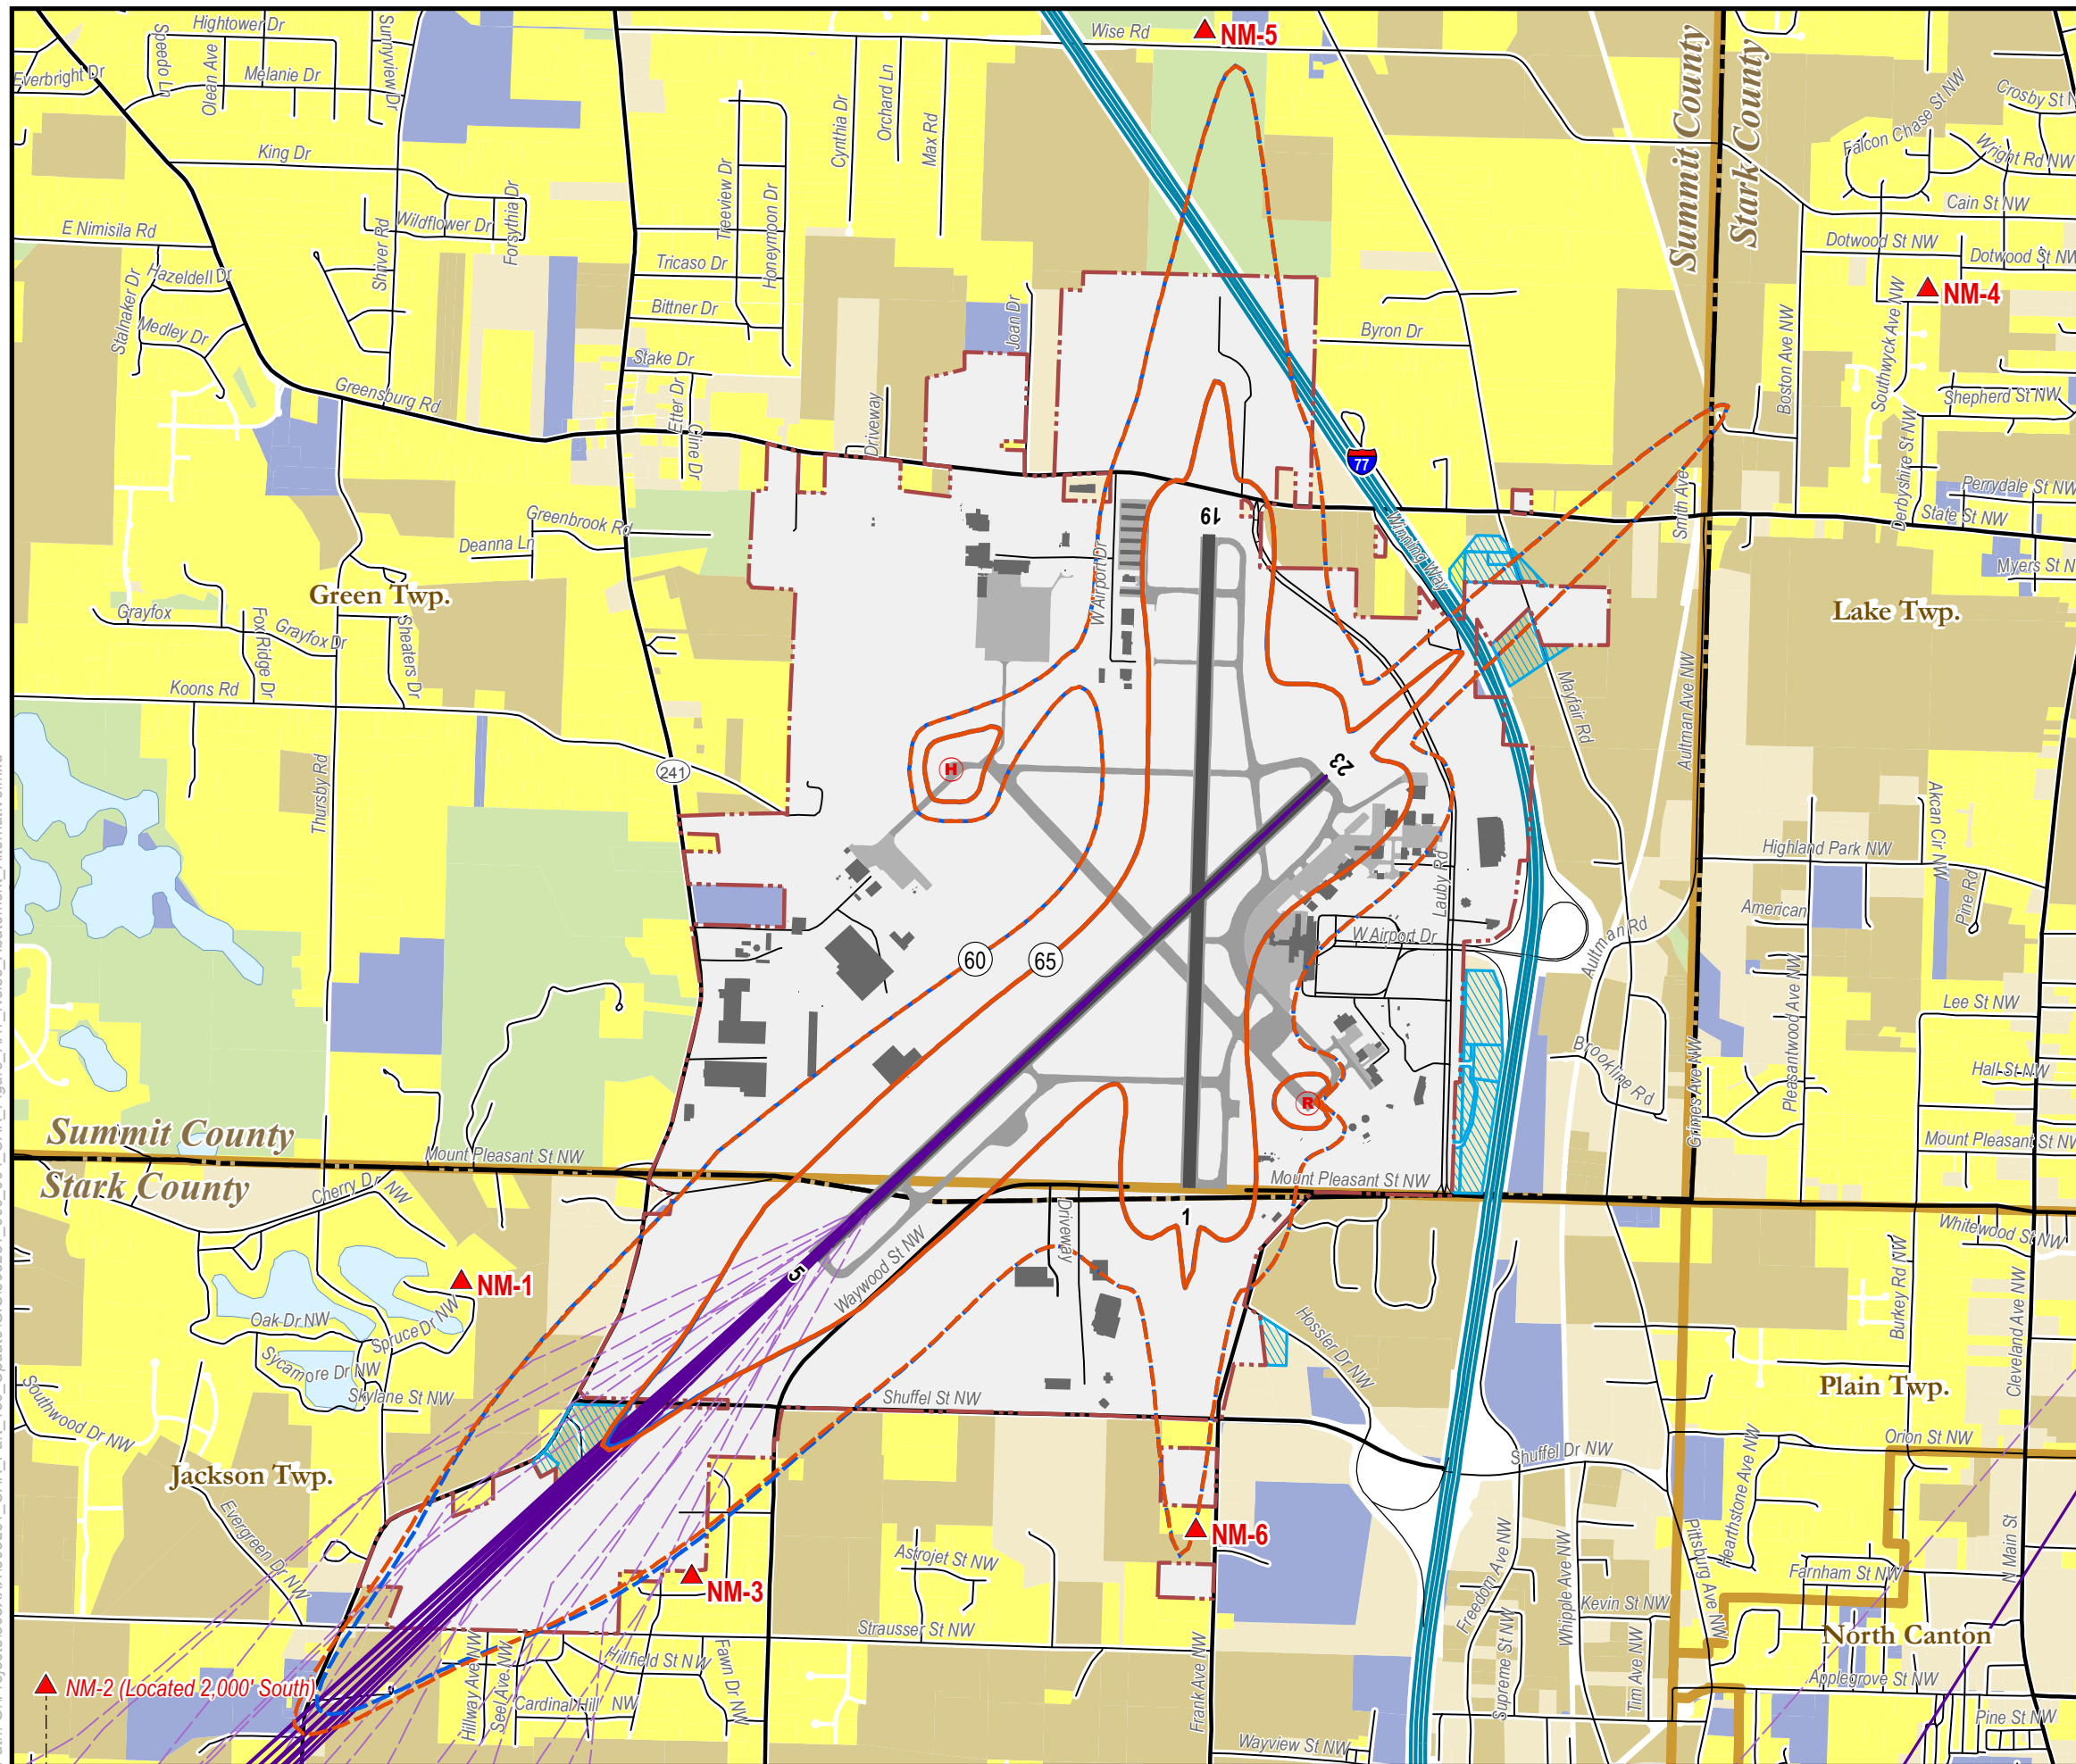 Hightower Dr
Speedo Ln
Olean Ave
Sunnyview Dr
Everbright Dr
Melanie Dr
King Dr
Wildflower Dr
Forsythia Dr
E Nimisila Rd
Shriver Rd
Hazeldell Dr
Stalnaker Dr
Medley Dr
Greensburg Rd
Wise Rd
NM-5
Cynthia Dr
Orchard Ln
Max Rd
Treeview Dr
Honeymoon Dr
Tricaso Dr
Bittner Dr
Stake Dr
Etter Dr
Cline Dr
Driveway
Joan Dr
Byron Dr
77
Summit County
Stark County
Falcon Chase St NW
Crosby St N
Wright Rd NW
Cain St NW
Dotwood St NW
Dotwood St NW
NM-4
Boston Ave NW
Southwyck Ave NW
Shepherd St NW
Derbyshire St NW
Perrydale St NW
State St NW
Myers St N
Smith Ave
Lake Twp.
Greenbrook Rd
Deanna Ln
Green Twp.
Grayfox
Grayfox Dr
Fox Ridge Dr
Sheaters Dr
Koons Rd
Thursby Rd
241
W Airport Dr
19
Winning Way
Mayfair Rd
Aultman Ave NW
H
23
Lauby Rd
W Airport Dr
60
65
Highland Park NW
Akcan Cir NW
American
Pine Rd
Aultman Rd
Pleasantwood Ave NW
Lee St NW
Hall St NW
Brookline Rd
Grimes Ave NW
Mount Pleasant St NW
R
Summit County
Stark County
Mount Pleasant St NW
Mount Pleasant St NW
Cherry Dr NW
1
5
Driveway
Waywood St NW
NM-1
Oak Dr NW
Spruce Dr NW
Sycamore Dr NW
Skylane St NW
Southwood Dr NW
Jackson Twp.
Evergreen Dr NW
Shuffel St NW
Hossler Dr NW
Shuffel Dr NW
Whitewood St NW
Burkey Rd NW
Cleveland Ave NW
Plain Twp.
Orion St NW
Hearthstone Ave NW
Pittsburg Ave NW
N Main St
Farnham St NW
North Canton
Applegrove St NW
Pine St NW
NM-6
NM-3
Astrojet St NW
Strausser St NW
Frank Ave NW
Wayview St NW
Freedom Ave NW
Supreme St NW
Whipple Ave NW
Kevin St NW
Tim Ave NW
NM-2 (Located 2,000' South)
Hillway Ave NW
Seel Ave NW
Hillfield St NW
Cardinal Hill NW
Fawn Dr NW